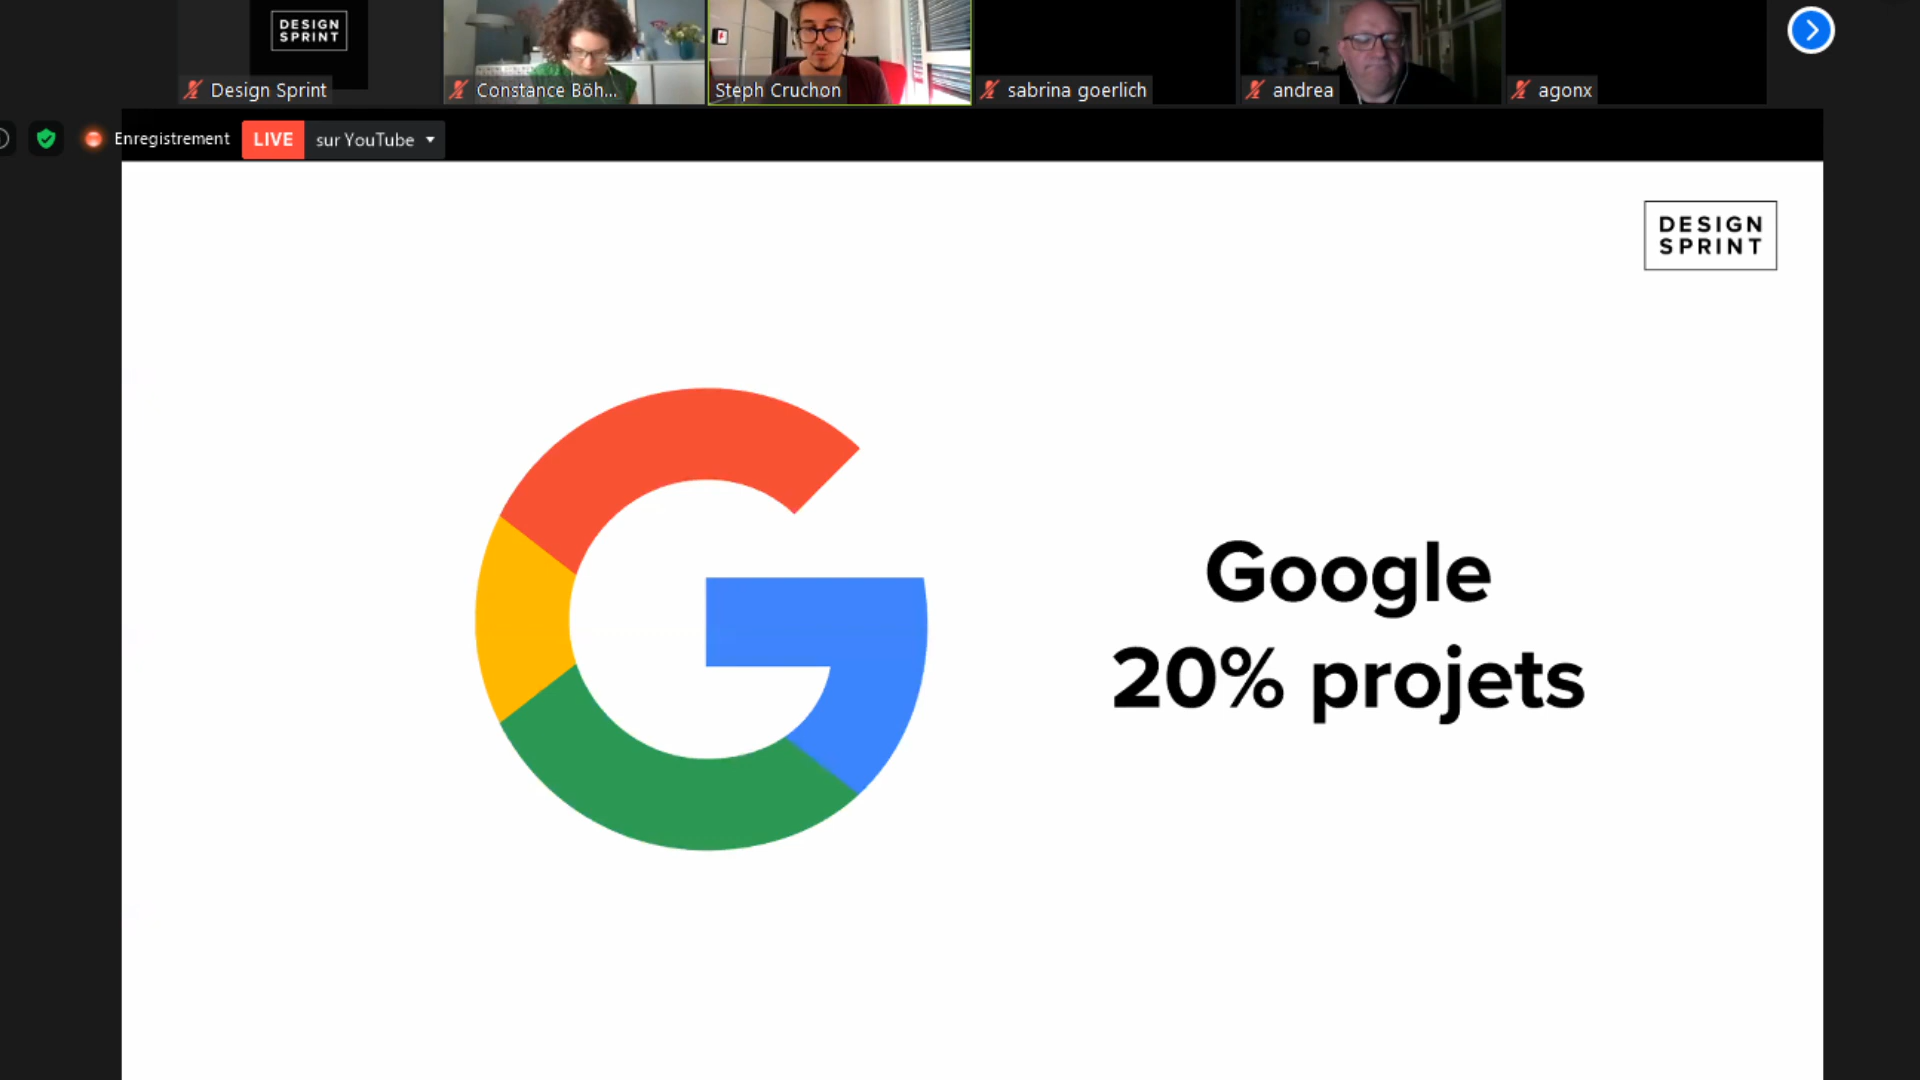 DESIGN
SPRINT
Design Sprint
Constance Böh...
Steph Cruchon
sabrina goerlich
andrea
agonx
Enregistrement
LIVE
sur YouTube
DESIGN
SPRINT
Google
20% projets